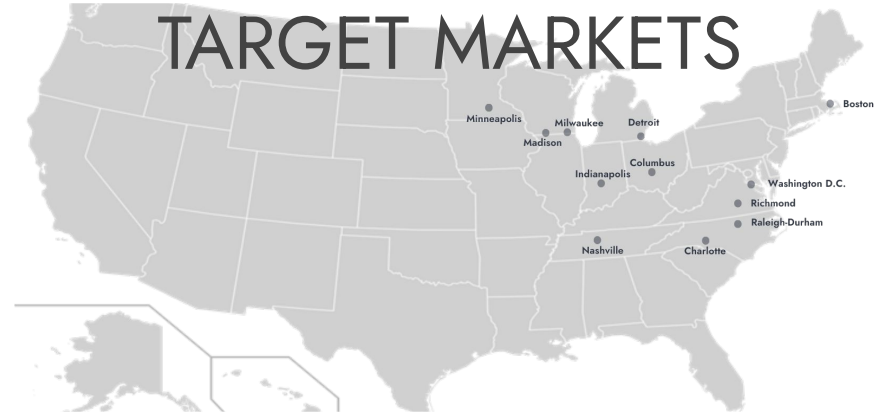 TARGET MARKETS
Boston
Minneapolis
Milwaukee
Detroit
Madison
Columbus
Indianapolis
Washington D.C.
Richmond
Raleigh-Durham
Nashville
Charlotte